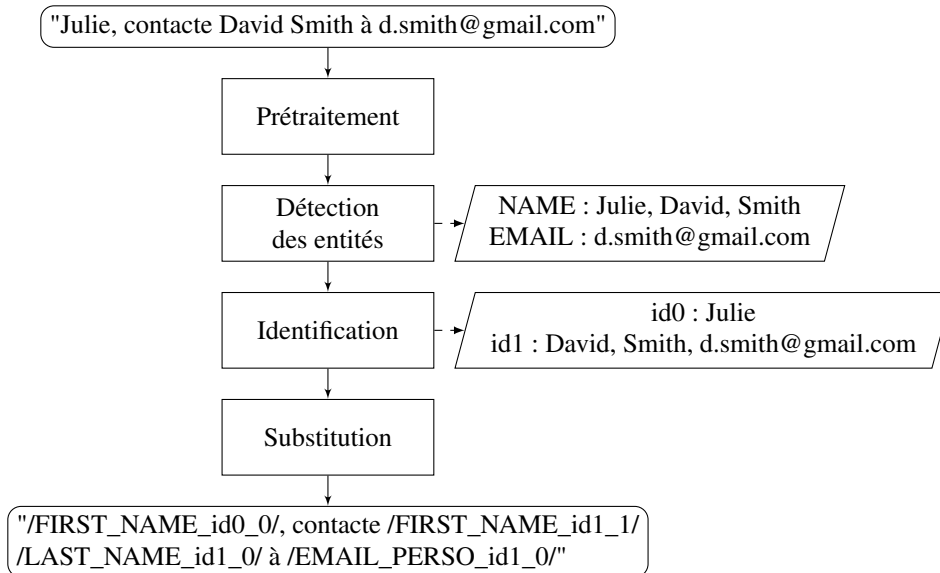 "Julie, contacte David Smith à d.smith@gmail.com"
Prétraitement
Détection
des entités
NAME : Julie, David, Smith
EMAIL : d.smith@gmail.com
Identification
id0 : Julie
id1 : David, Smith, d.smith@gmail.com
Substitution
"/FIRST_NAME_id0_0/, contacte /FIRST_NAME_id1_1/
/LAST_NAME_id1_0/ à /EMAIL_PERSO_id1_0/"